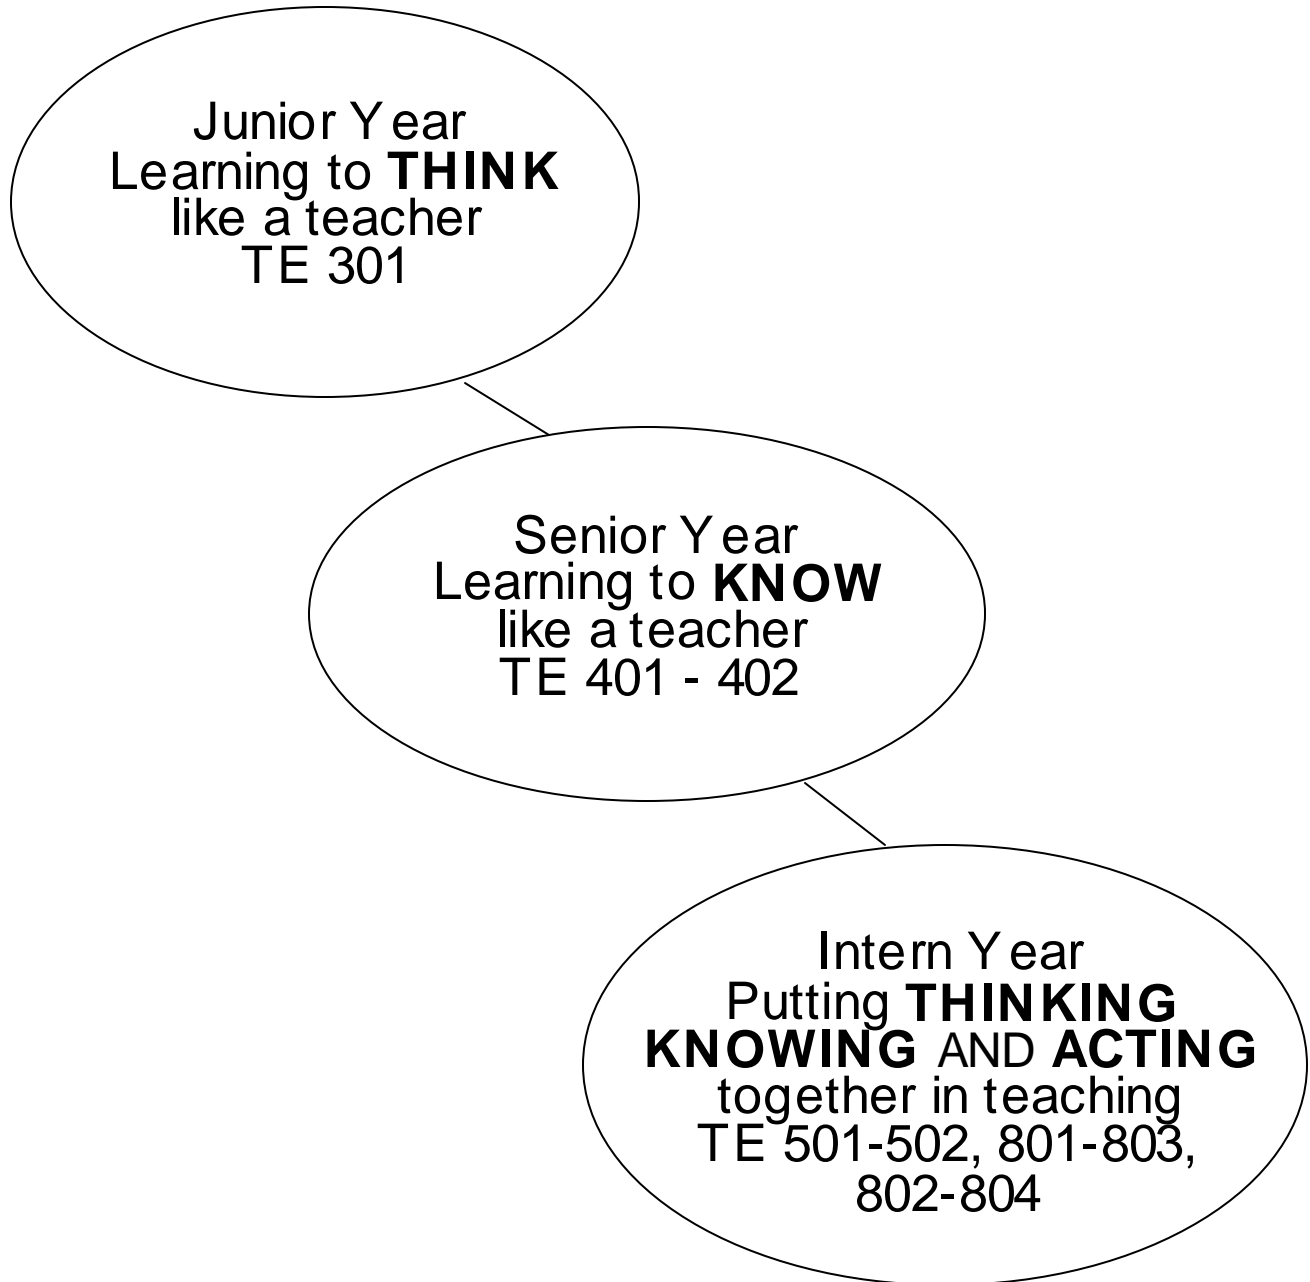 Junior Year
Learning to THINK
like a teacher
TE 301
Senior Year
Learning to KNOW
like a teacher
TE 401 - 402
Intern Year
Putting THINKING
KNOWING AND ACTING
together in teaching
TE 501-502, 801-803,
802-804